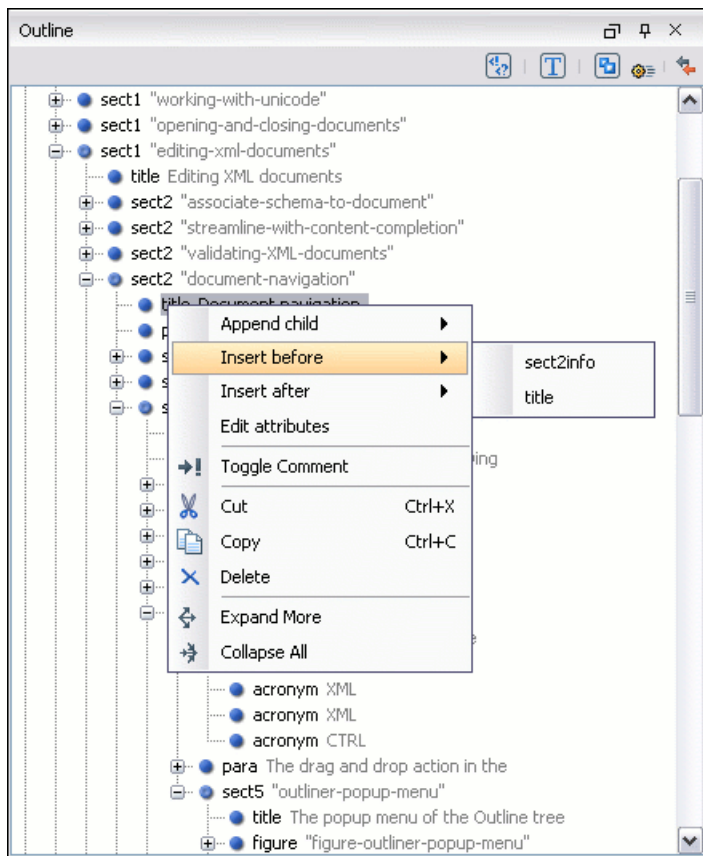 Outline
sect1 "working-with-unicode"
sect1 "opening-and-closing-documents"
sect1 "editing-xml-documents"
title Editing XML documents
sect2 "associate-schema-to-document"
sect2 "streamline-with-content-completion"
sect2 "validating-XML-documents"
sect2 "document-navigation"
title Document navigation
Append child
Insert before
sect2info
Insert after
title
Edit attributes
Toggle Comment
Cut Ctrl+X
Copy Ctrl+C
Delete
Expand More
Collapse All
acronym XML
acronym XML
acronym CTRL
para The drag and drop action in the
sect5 "outliner-popup-menu"
title The popup menu of the Outline tree
figure "figure-outliner-popup-menu"